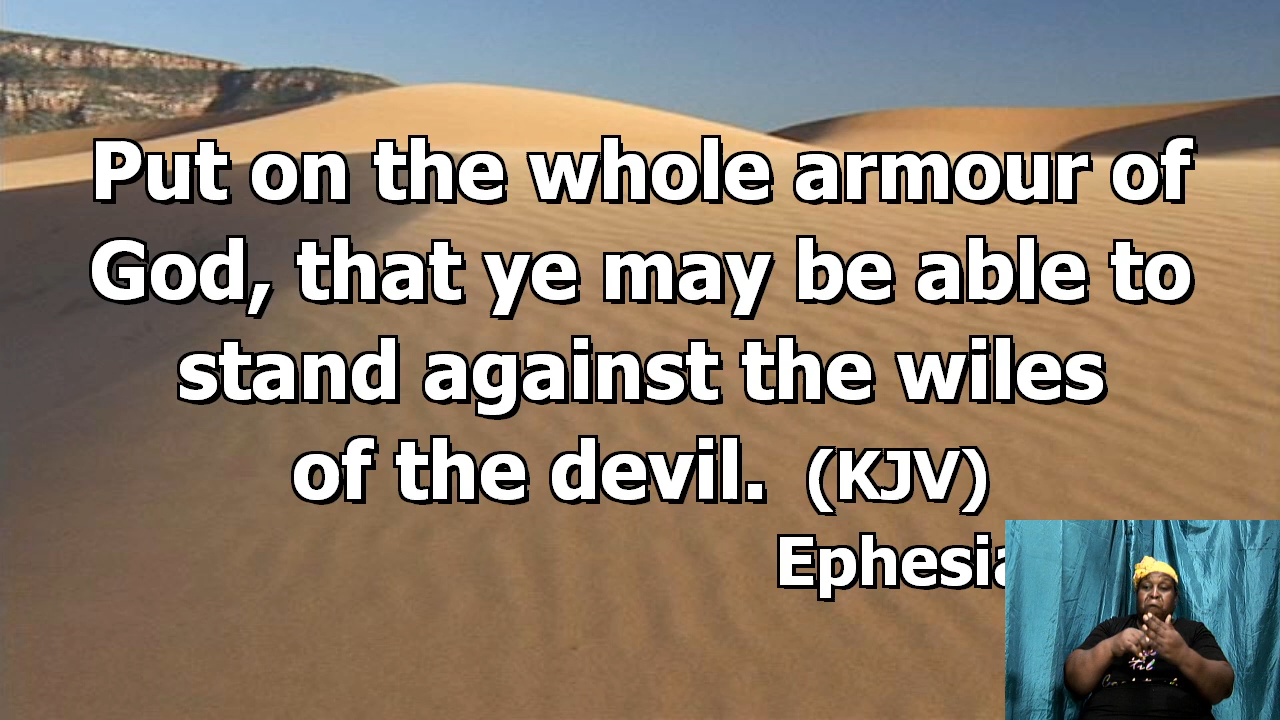 Put on the whole armour of
God, that ye may be able to
stand against the wiles
of the devil. (KJV)